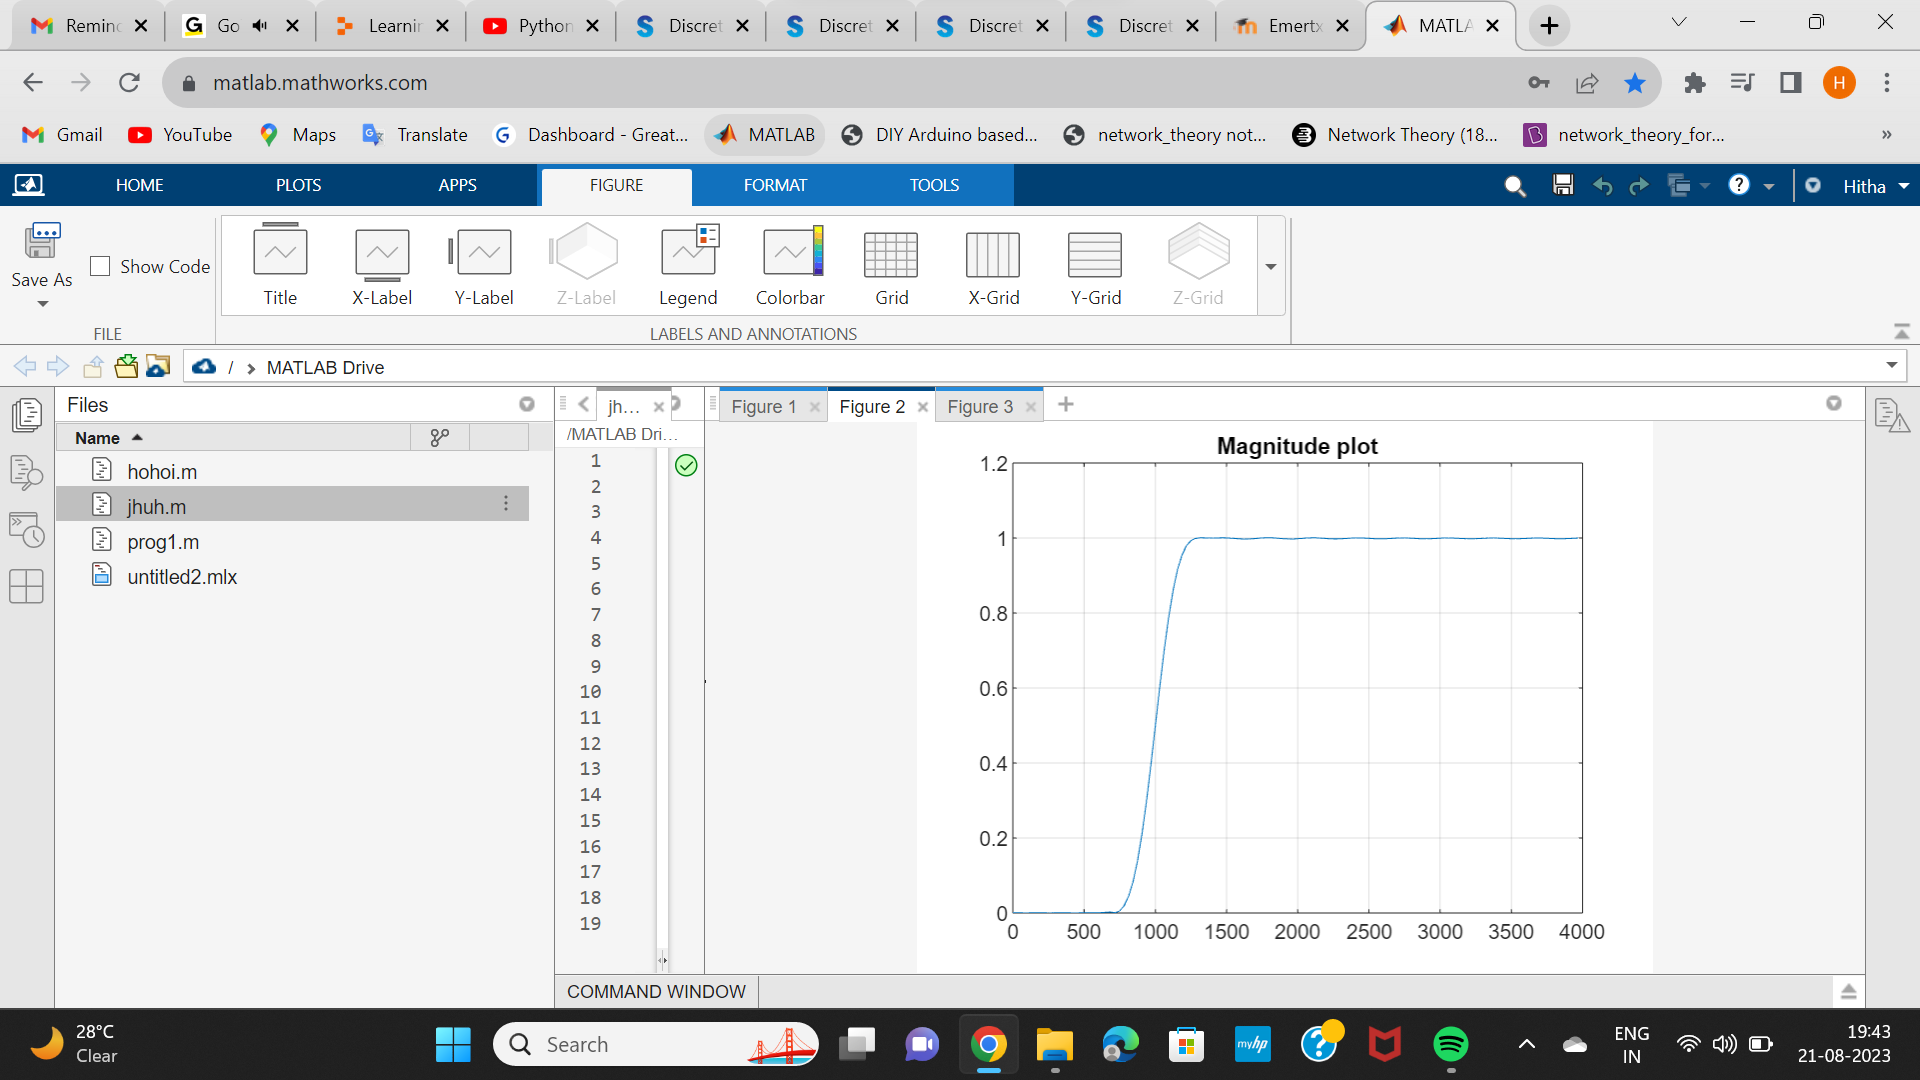 Remind
Go
Learnir
Python
Discret
Discret
Discret
Discret
Emertx
MATLA
matlab.mathworks.com
H
Gmail
YouTube
Maps
Translate
Dashboard - Great...
MATLAB
DIY Arduino based...
network_theory not...
Network Theory (18...
network_theory_for...
»
HOME
PLOTS
APPS
FIGURE
FORMAT
TOOLS
Hitha
Save As
Show Code
Title
X-Label
Y-Label
Z-Label
Legend
Colorbar
Grid
X-Grid
Y-Grid
Z-Grid
FILE
LABELS AND ANNOTATIONS
/ › MATLAB Drive
Files
Name
hohoi.m
jhuh.m
prog1.m
untitled2.mlx
jh...
/MATLAB Dri...
1
2
3
4
5
6
7
8
9
10
11
12
13
14
15
16
17
18
19
Figure 1
Figure 2
Figure 3
Magnitude plot
1.2
1
0.8
0.6
0.4
0.2
0
0 500 1000 1500 2000 2500 3000 3500 4000
COMMAND WINDOW
28°C
Clear
Search
myhp
ENG
IN
19:43
21-08-2023